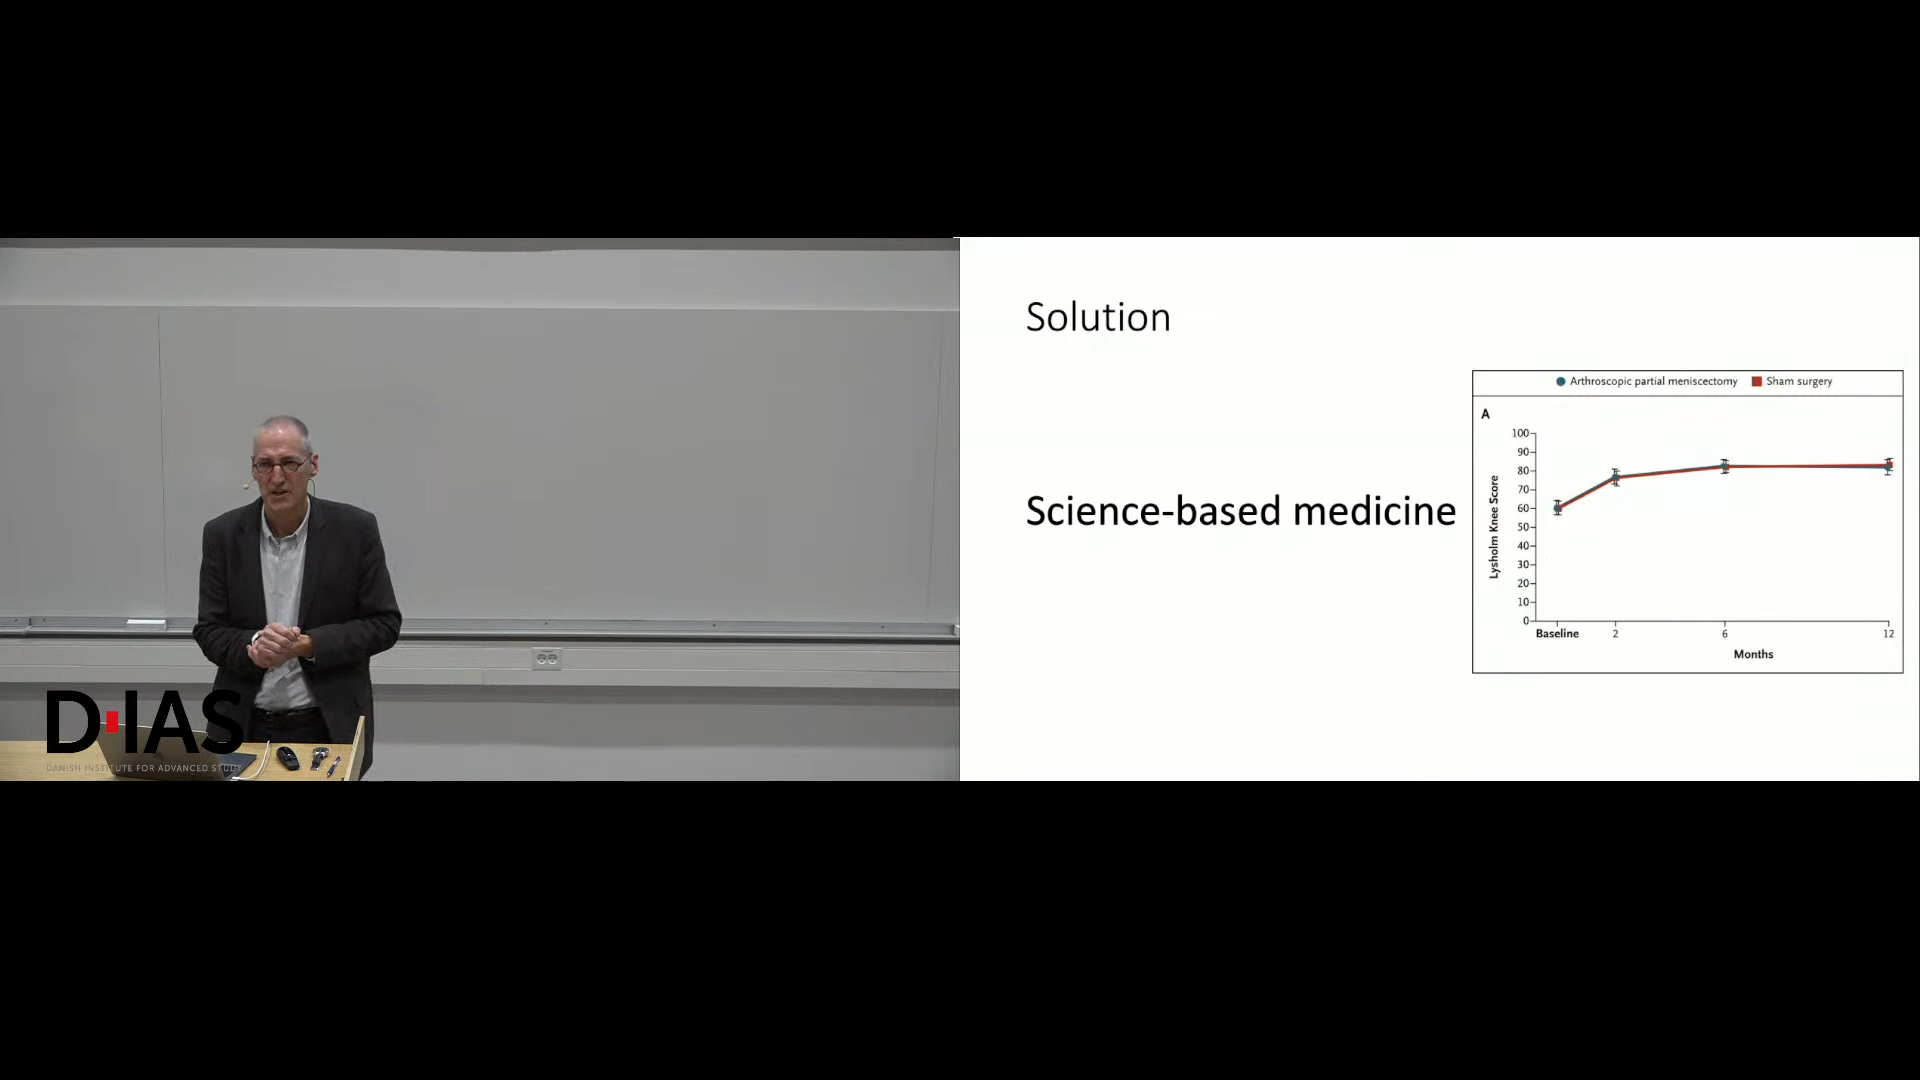 Solution
Science-based medicine
Arthroscopic partial meniscectomy Sham surgery
A
Lysholm Knee Score
100
90
80
70
60
50
40
30
20
10
0
Baseline 2 6 12
Months
D-IAS
DANISH INSTITUTE FOR ADVANCED STUDY